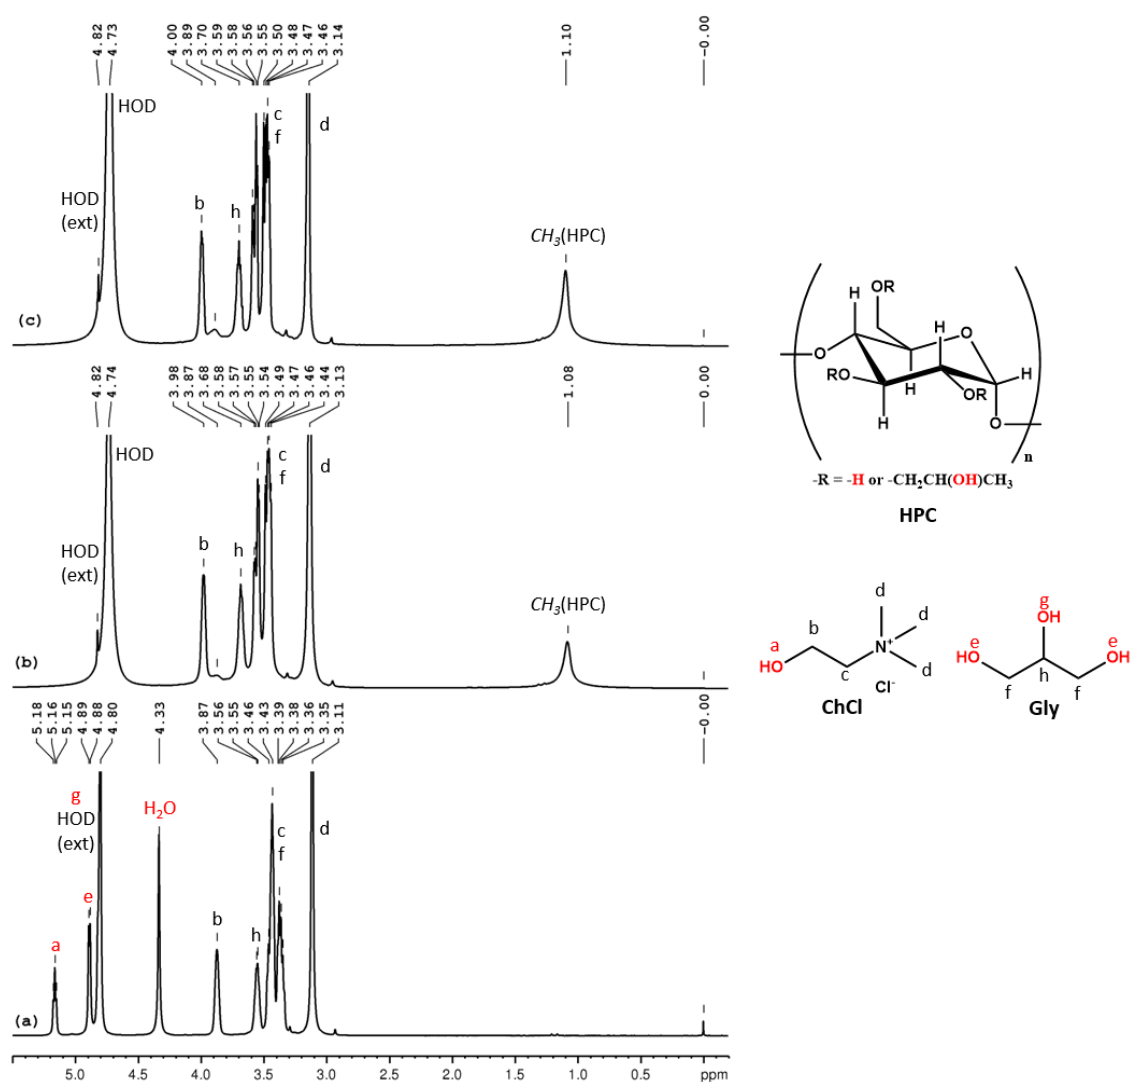 4.82
4.73
4.00
3.89
3.70
3.59
3.58
3.56
3.55
3.50
3.48
3.47
3.46
3.14
1.10
-0.00
HOD
HOD
(ext)
b
h
c
f
d
CH3(HPC)
(c)
4.82
4.74
3.98
3.87
3.68
3.58
3.57
3.55
3.54
3.49
3.47
3.46
3.44
3.13
1.08
0.00
HOD
HOD
(ext)
b
h
c
f
d
CH3(HPC)
(b)
5.18
5.16
5.15
4.89
4.88
4.80
4.33
3.87
3.56
3.55
3.46
3.43
3.39
3.38
3.36
3.35
3.11
-0.00
g
HOD
(ext)
H2O
e
a
b
h
c
f
d
(a)
5.0 4.5 4.0 3.5 3.0 2.5 2.0 1.5 1.0 0.5 ppm
OR
H
H
O
O
RO
H
OR
H
H
O
n
-R = -H or -CH2CH(OH)CH3
HPC
a
HO
b
c
N+
d
d
d
Cl-
ChCl
g
OH
e
HO
e
OH
f
h
f
Gly